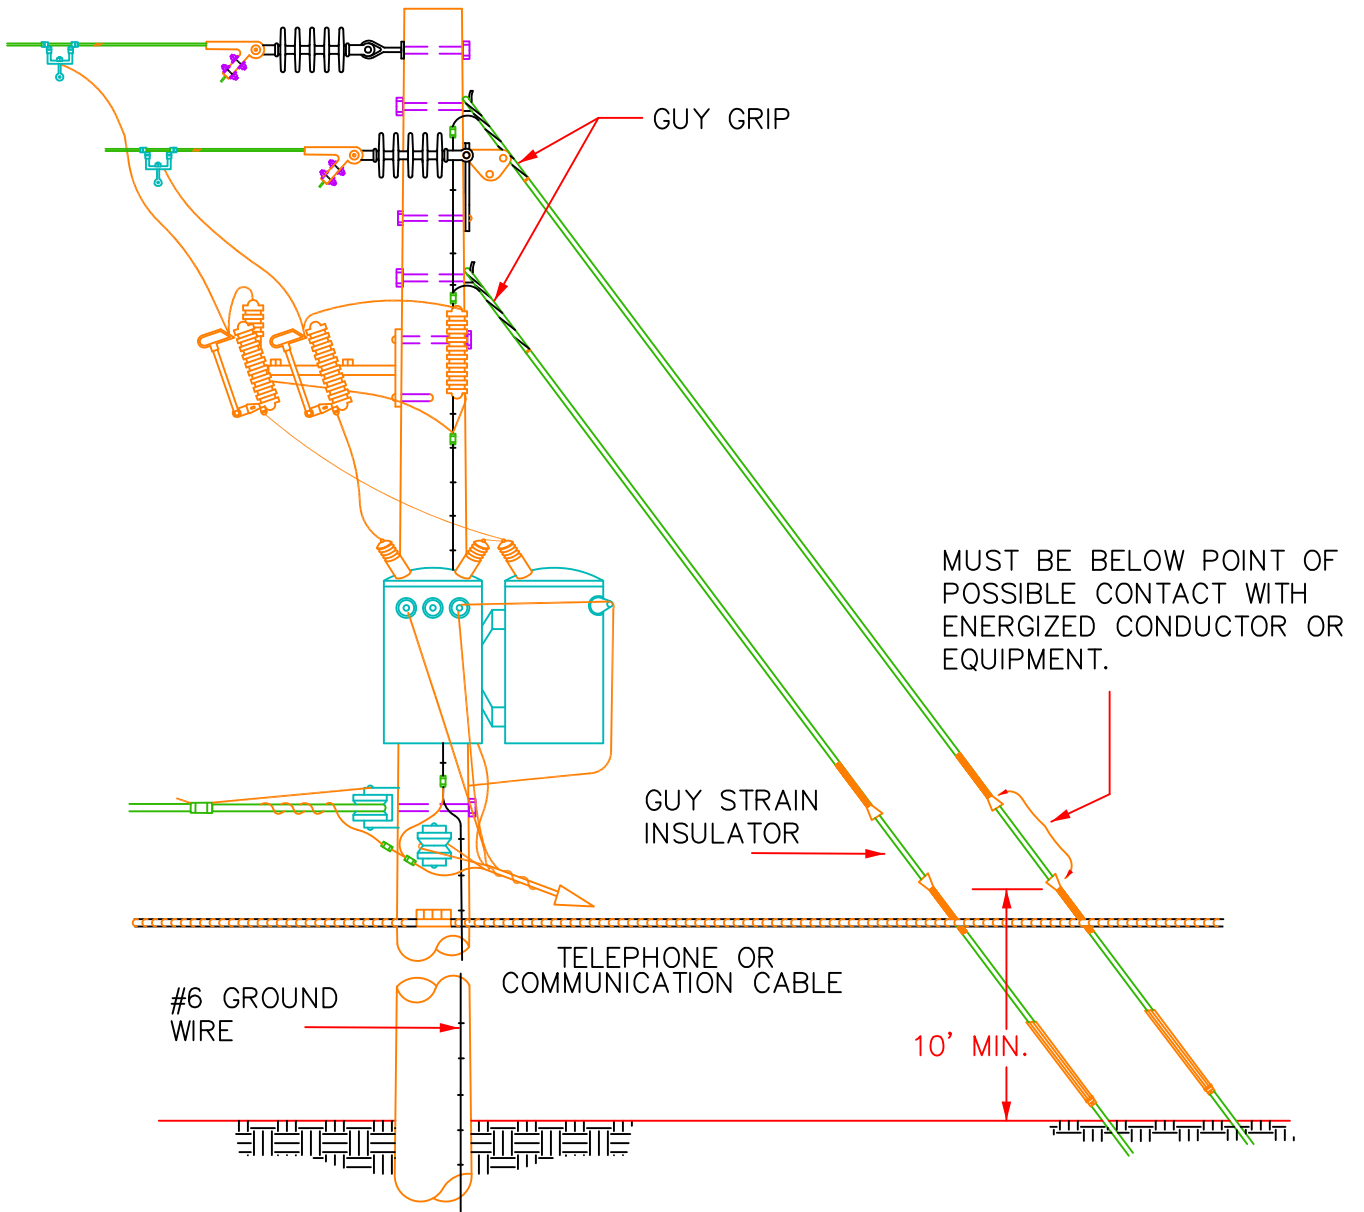 GUY GRIP
MUST BE BELOW POINT OF
POSSIBLE CONTACT WITH
ENERGIZED CONDUCTOR OR
EQUIPMENT.
GUY STRAIN
INSULATOR
TELEPHONE OR
COMMUNICATION CABLE
#6 GROUND
WIRE
10' MIN.